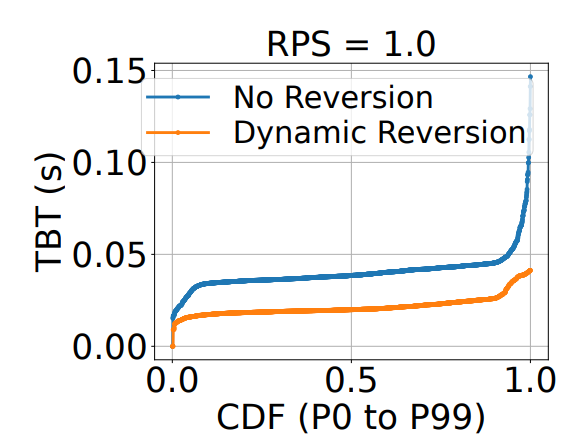 RPS = 1.0
No Reversion
Dynamic Reversion
TBT (s)
0.15
0.10
0.05
0.00
0.0 0.5 1.0
CDF (P0 to P99)